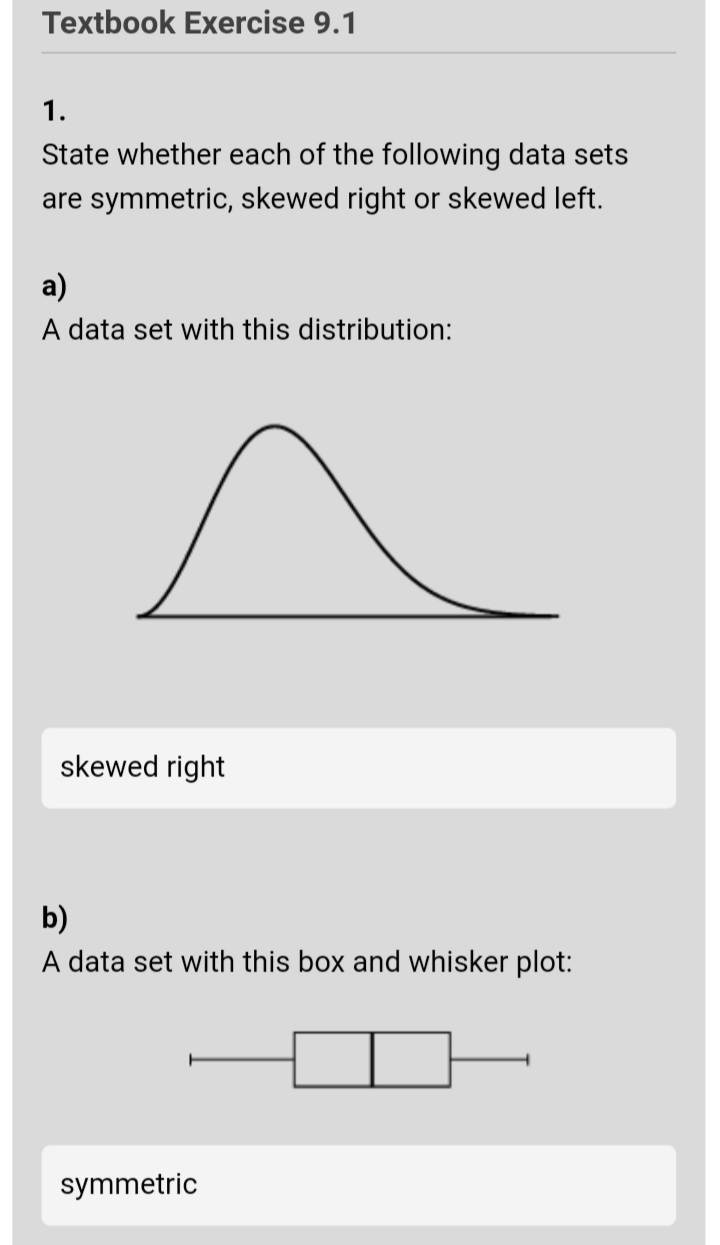 Textbook Exercise 9.1
1.
State whether each of the following data sets
are symmetric, skewed right or skewed left.
a)
A data set with this distribution:
skewed right
b)
A data set with this box and whisker plot:
symmetric